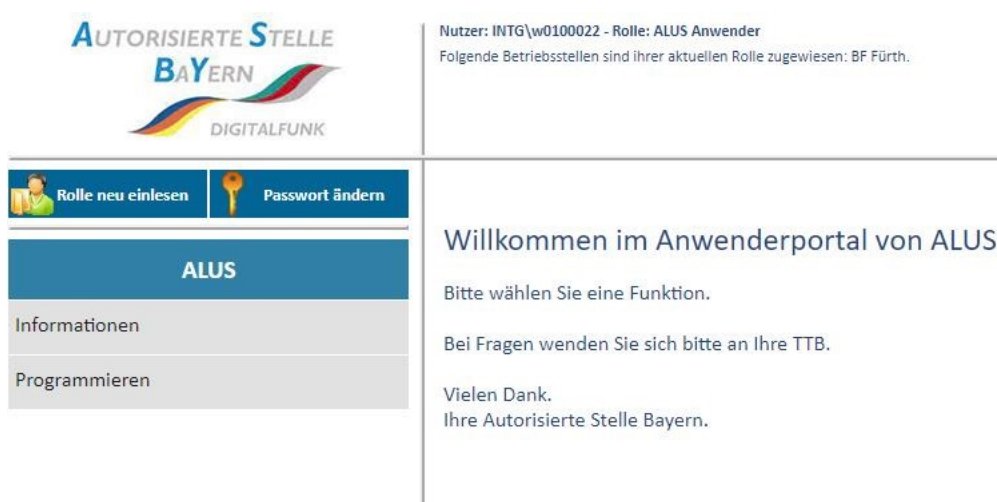 AUTORISIERTE STELLE
BAYERN
DIGITALFUNK
Nutzer: INTG\w0100022 - Rolle: ALUS Anwender
Folgende Betriebsstellen sind ihrer aktuellen Rolle zugewiesen: BF Fürth.
Rolle neu einlesen
Passwort ändern
ALUS
Informationen
Programmieren
Willkommen im Anwenderportal von ALUS
Bitte wählen Sie eine Funktion.
Bei Fragen wenden Sie sich bitte an Ihre TTB.
Vielen Dank.
Ihre Autorisierte Stelle Bayern.